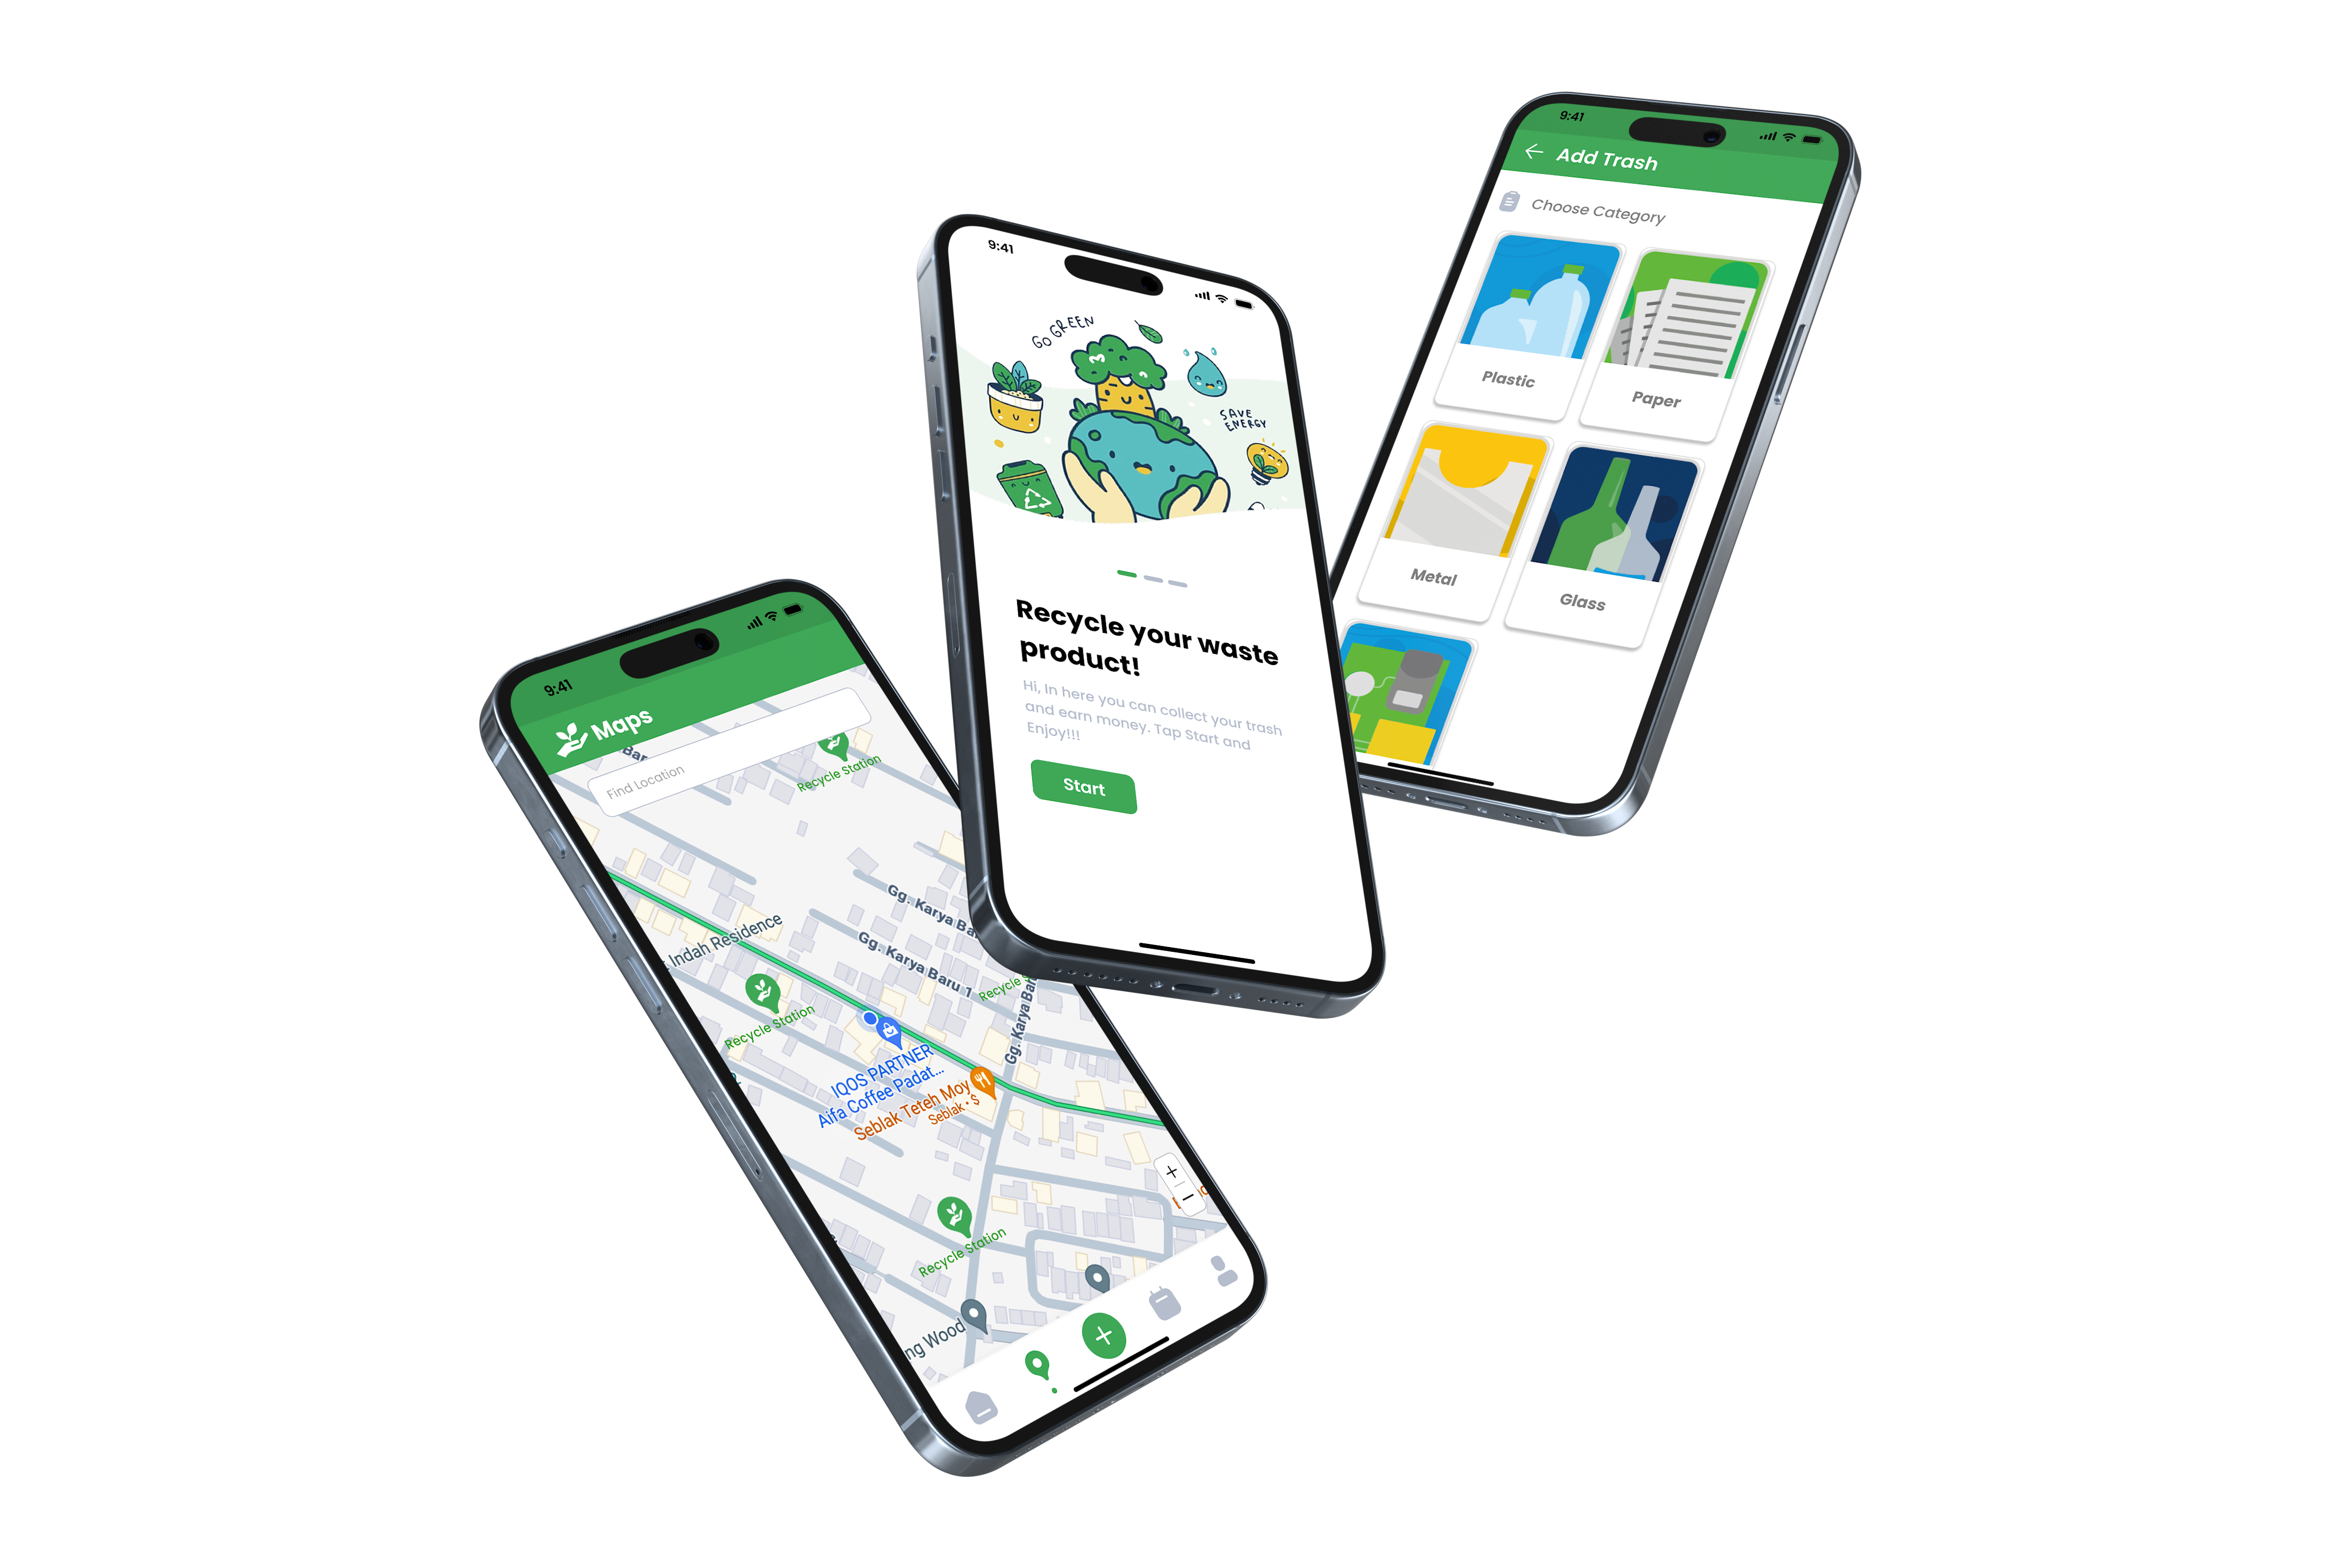 9:41
Maps
Find Location
Bar
Recycle Station
Gg. Karya Ba
Gg. Karya Baru 1
Indah Residence
Recycle
Gg. Karya Bar
Recycle Station
IQOS PARTNER
Aifa Coffee Padat...
Seblak Teteh Moy
Seblak • $
+
−
Recycle Station
ng Wood
9:41
GO GREEN
SAVE
ENERGY
Recycle your waste
product!
Hi, In here you can collect your trash
and earn money. Tap Start and
Enjoy!!!
Start
9:41
Add Trash
Choose Category
Plastic
Paper
Metal
Glass